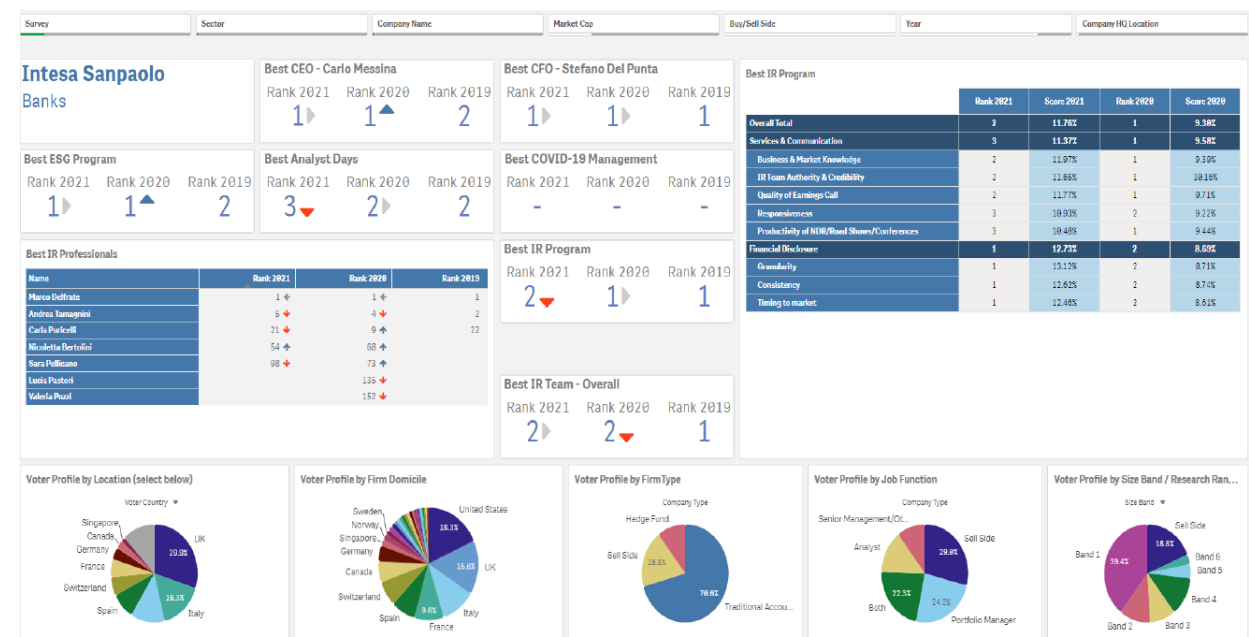 Survey Sector Company Name Market Cap Buy/Sell Side Year Company HQ Location
Intesa Sanpaolo
Banks
Best CEO - Carlo Messina
Rank 2021 Rank 2020 Rank 2019
1 1 2
Best CFO - Stefano Del Punta
Rank 2021 Rank 2020 Rank 2019
1 1 1
Best ESG Program
Rank 2021 Rank 2020 Rank 2019
1 1 2
Best Analyst Days
Rank 2021 Rank 2020 Rank 2019
3 2 2
Best COVID-19 Management
Rank 2021 Rank 2020 Rank 2019
- - -
Best IR Professionals
Name Rank 2021 Rank 2020 Rank 2019
Marco Delfrate 1 1 1
Andrea Tamagnini 5 4 2
Carla Puricelli 21 9 22
Nicoletta Bertolini 54 68 
Sara Pellicano 98 73
Lucia Pastori 135
Valeria Pozzi 152
Best IR Program
Rank 2021 Rank 2020 Rank 2019
2 1 1
Best IR Team - Overall
Rank 2021 Rank 2020 Rank 2019
2 2 1
Best IR Program
Rank 2021 Score 2021 Rank 2020 Score 2020
Overall Total 2 11.76% 1 9.30%
Services & Communication 3 11.37% 1 9.58%
Business & Market Knowledge 2 11.97% 1 9.39%
IR Team Authority & Credibility 2 11.66% 1 10.16%
Quality of Earnings Call 2 11.77% 1 9.71%
Responsiveness 3 10.93% 2 9.22%
Productivity of NDR/Road Shows/Conferences 3 10.48% 1 9.44%
Financial Disclosure 1 12.73% 2 8.69%
Granularity 1 13.12% 2 8.71%
Consistency 1 12.62% 2 8.74%
Timing to market 1 12.46% 2 8.61%
Voter Profile by Location (select below)
Voter Country
Singapore
Canada
Germany
France
Switzerland
Spain
Italy
UK
16.3%
Voter Profile by Firm Domicile
Sweden
Norway
Singapore
Germany
Canada
Switzerland
Spain
France
Italy
UK
United States
18.3%
15.6%
9.6%
Voter Profile by FirmType
Company Type
Hedge Fund
Sell Side
18.8%
76.6%
Traditional Accou...
Voter Profile by Job Function
Company Type
Senior Management/Ot...
Analyst
Both
Portfolio Manager
Sell Side
22.3%
24.2%
Voter Profile by Size Band / Research Ran...
Size Band
Sell Side
18.8%
Band 6
Band 5
Band 4
Band 3
Band 2
Band 1
39.4%